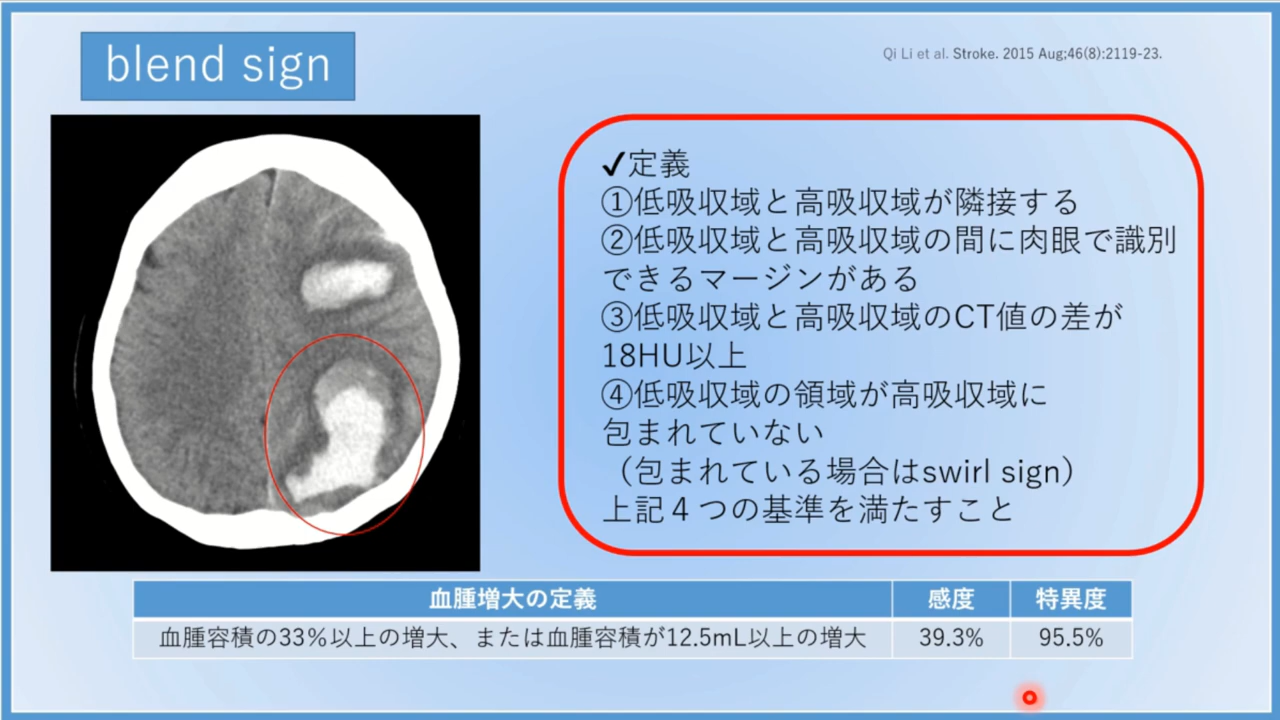 blend sign
Qi Li et al. Stroke. 2015 Aug;46(8):2119-23.
✓定義
①低吸収域と高吸収域が隣接する
②低吸収域と高吸収域の間に肉眼で識別
できるマージンがある
③低吸収域と高吸収域のCT値の差が
18HU以上
④低吸収域の領域が高吸収域に
包まれていない
（包まれている場合はswirl sign）
上記４つの基準を満たすこと
血腫増大の定義 感度 特異度
血腫容積の33%以上の増大、または血腫容積が12.5mL以上の増大 39.3% 95.5%